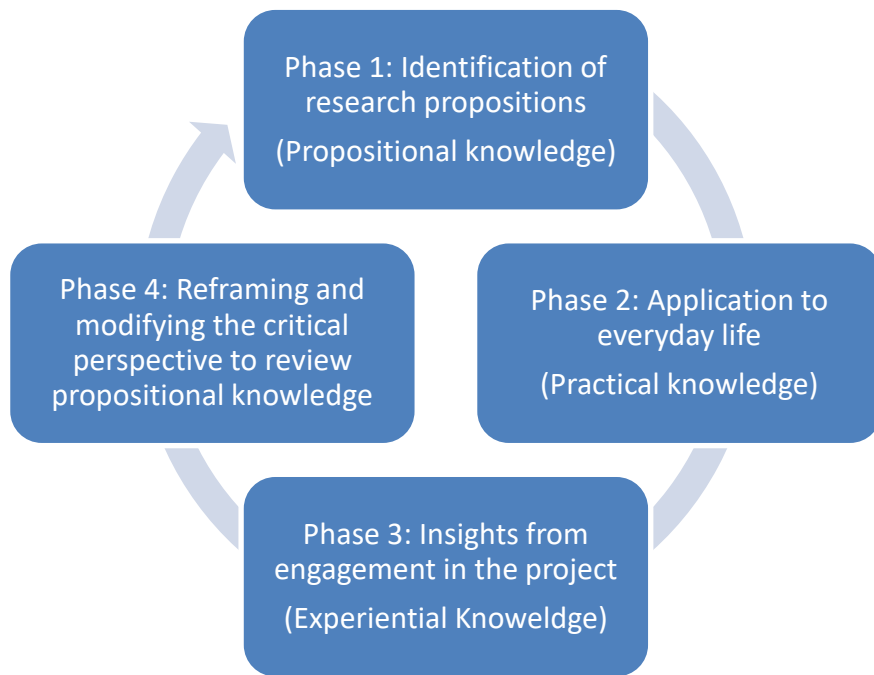 Phase 1: Identification of
research propositions
(Propositional knowledge)
Phase 2: Application to
everyday life
(Practical knowledge)
Phase 3: Insights from
engagement in the project
(Experiential Knoweldge)
Phase 4: Reframing and
modifying the critical
perspective to review
propositional knowledge